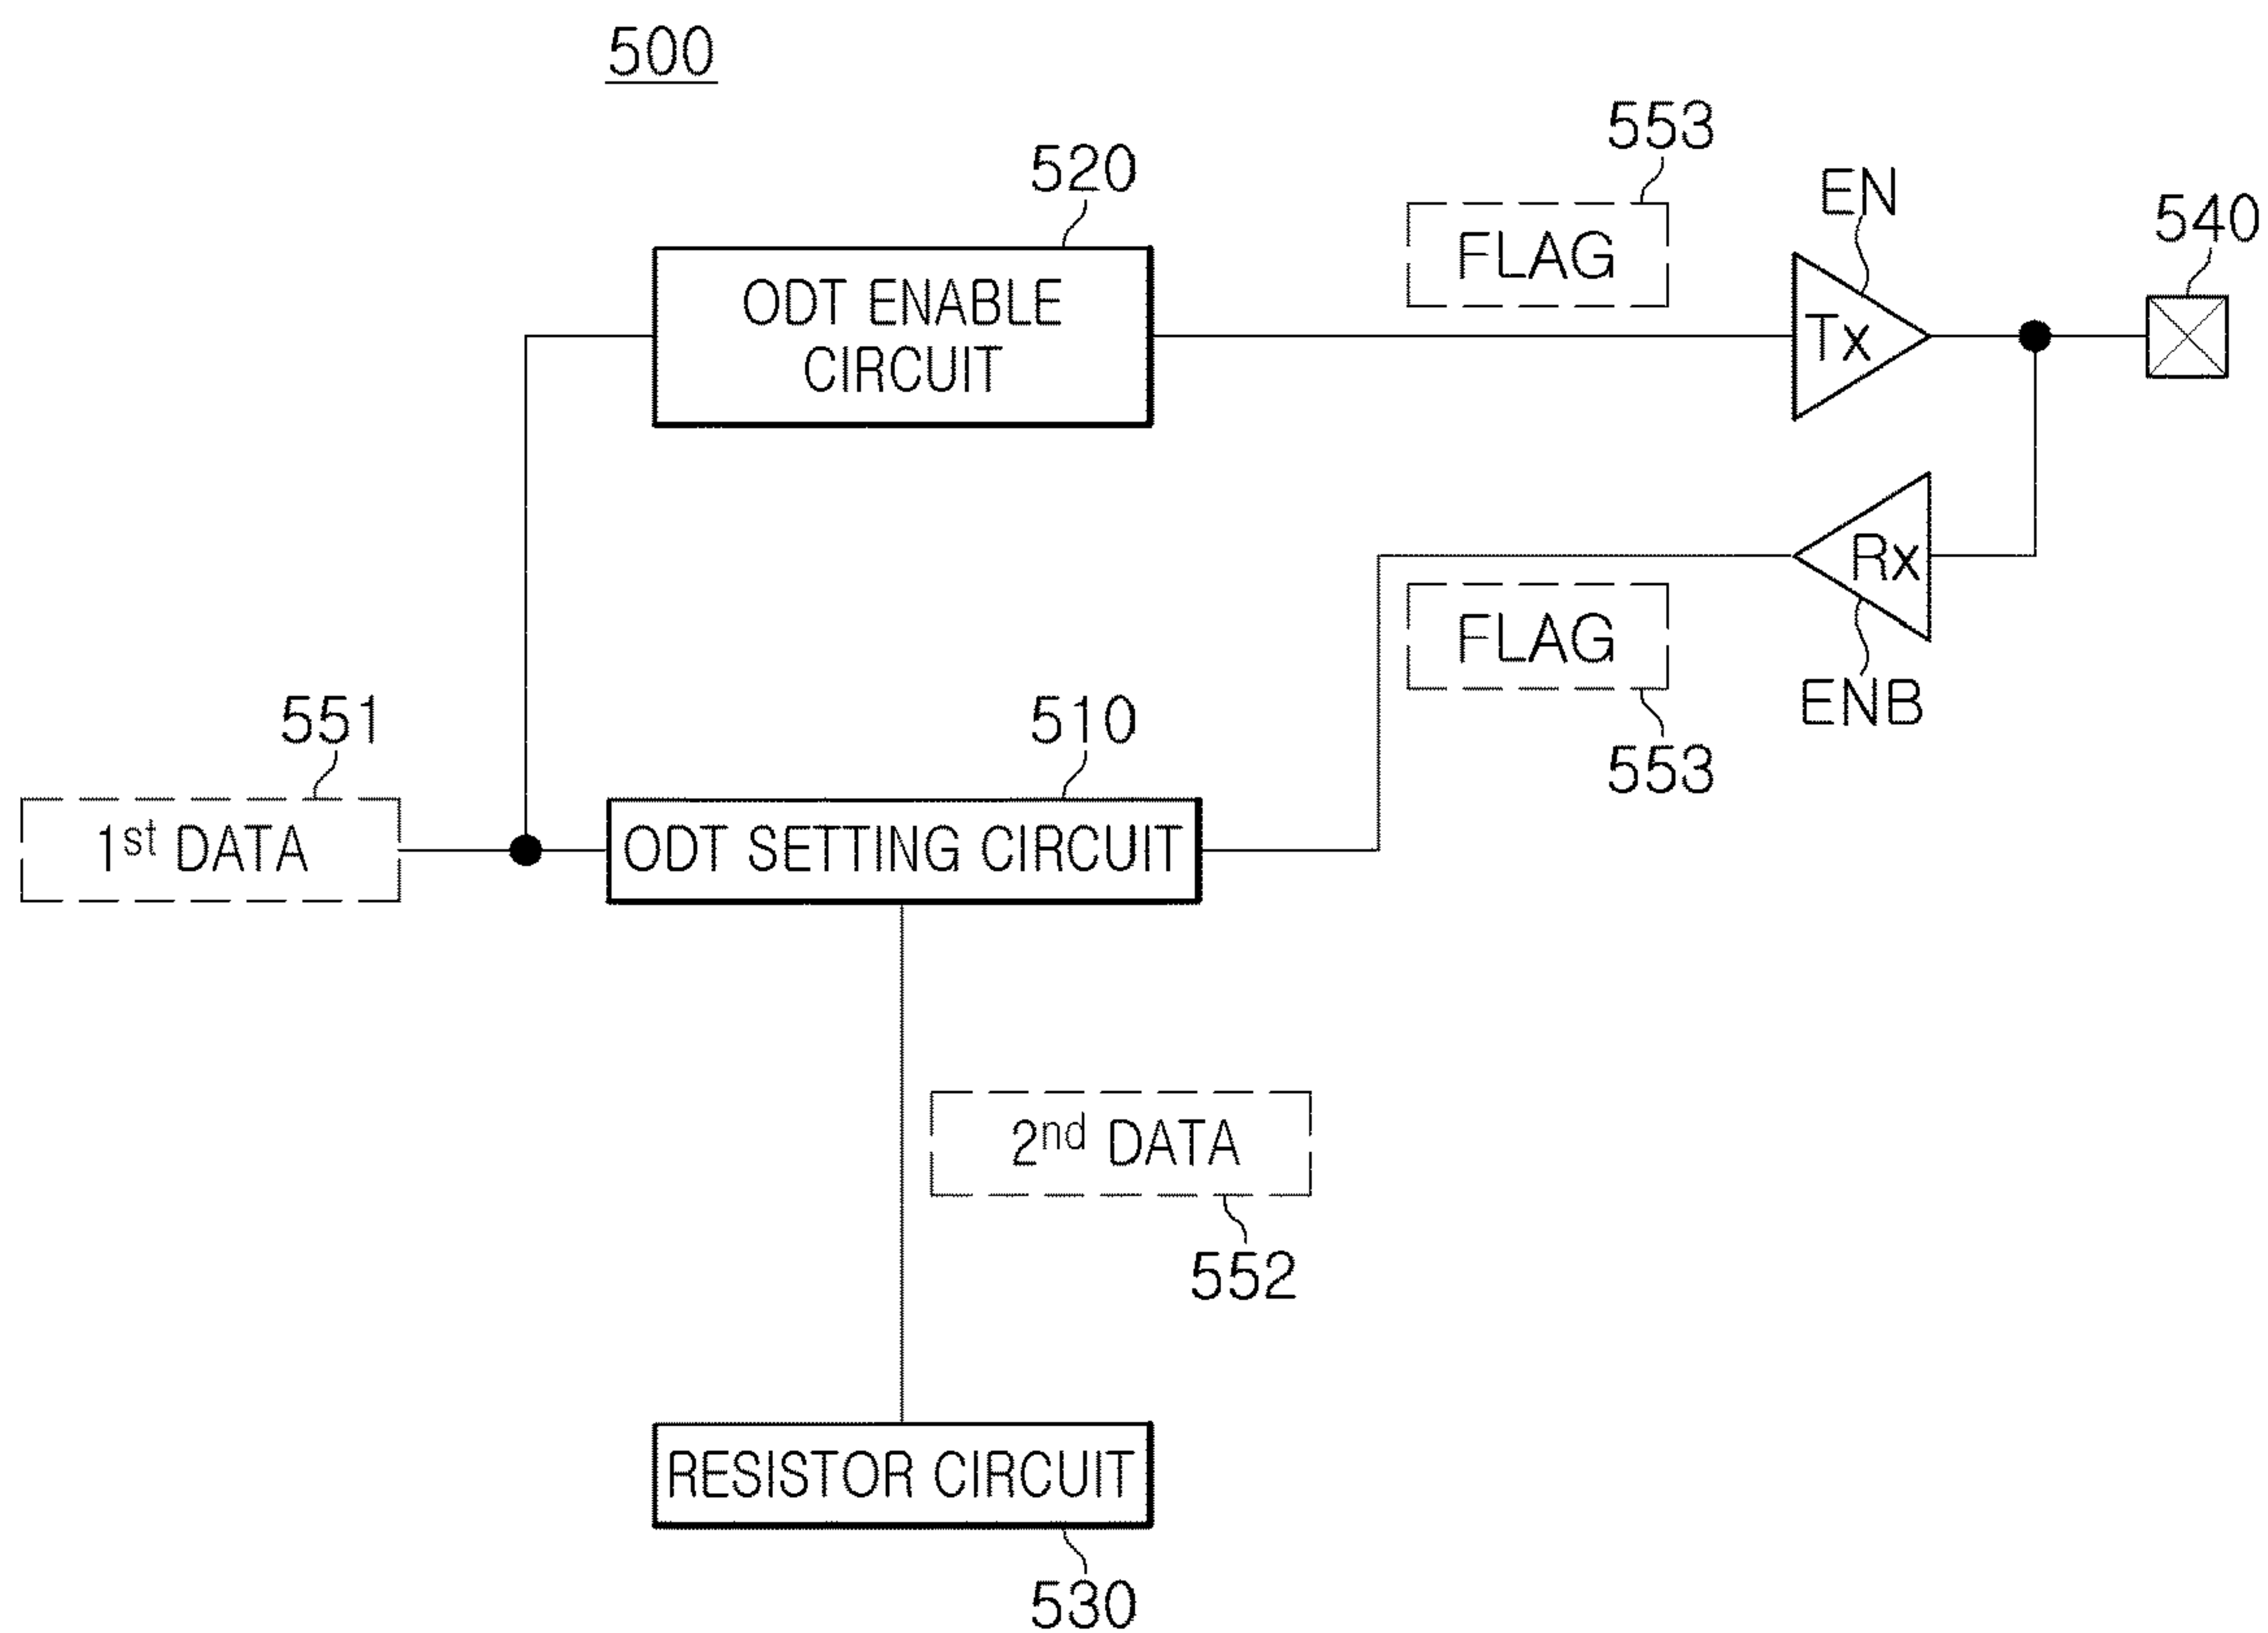 500
553
520
EN
540
FLAG
ODT ENABLE
CIRCUIT
Tx
Rx
FLAG
ENB
551
510
553
1st DATA
ODT SETTING CIRCUIT
2nd DATA
552
RESISTOR CIRCUIT
530